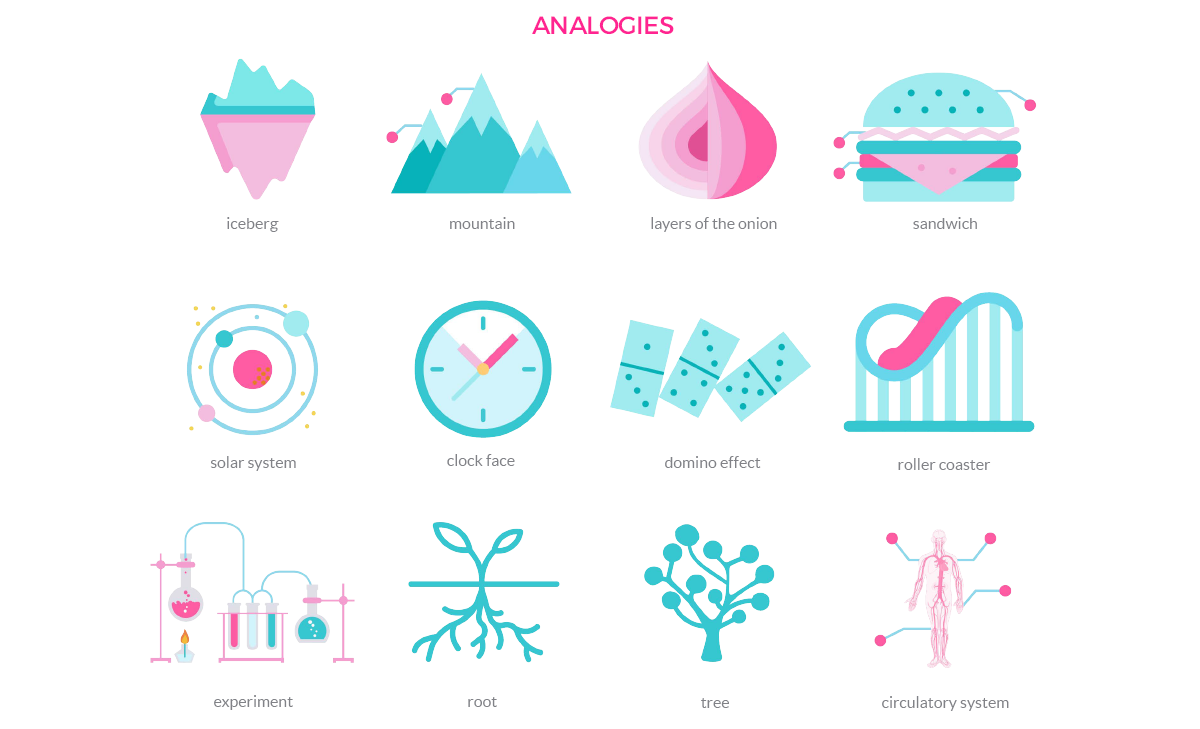 ANALOGIES
iceberg
mountain
layers of the onion
sandwich
solar system
clock face
domino effect
roller coaster
experiment
root
tree
circulatory system